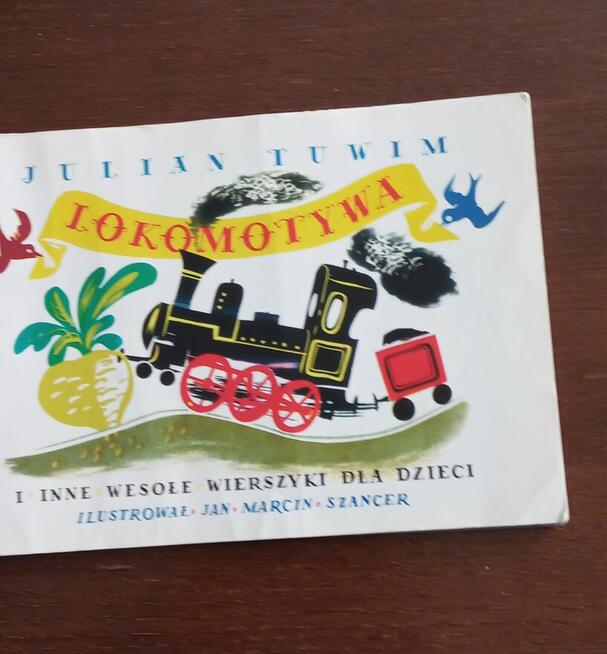 JULIAN TUWIM
LOKOMOTYWA
I INNE WESOŁE WIERSZYKI DLA DZIECI
ILUSTROWAŁ • JAN • MARCIN • SZANCER